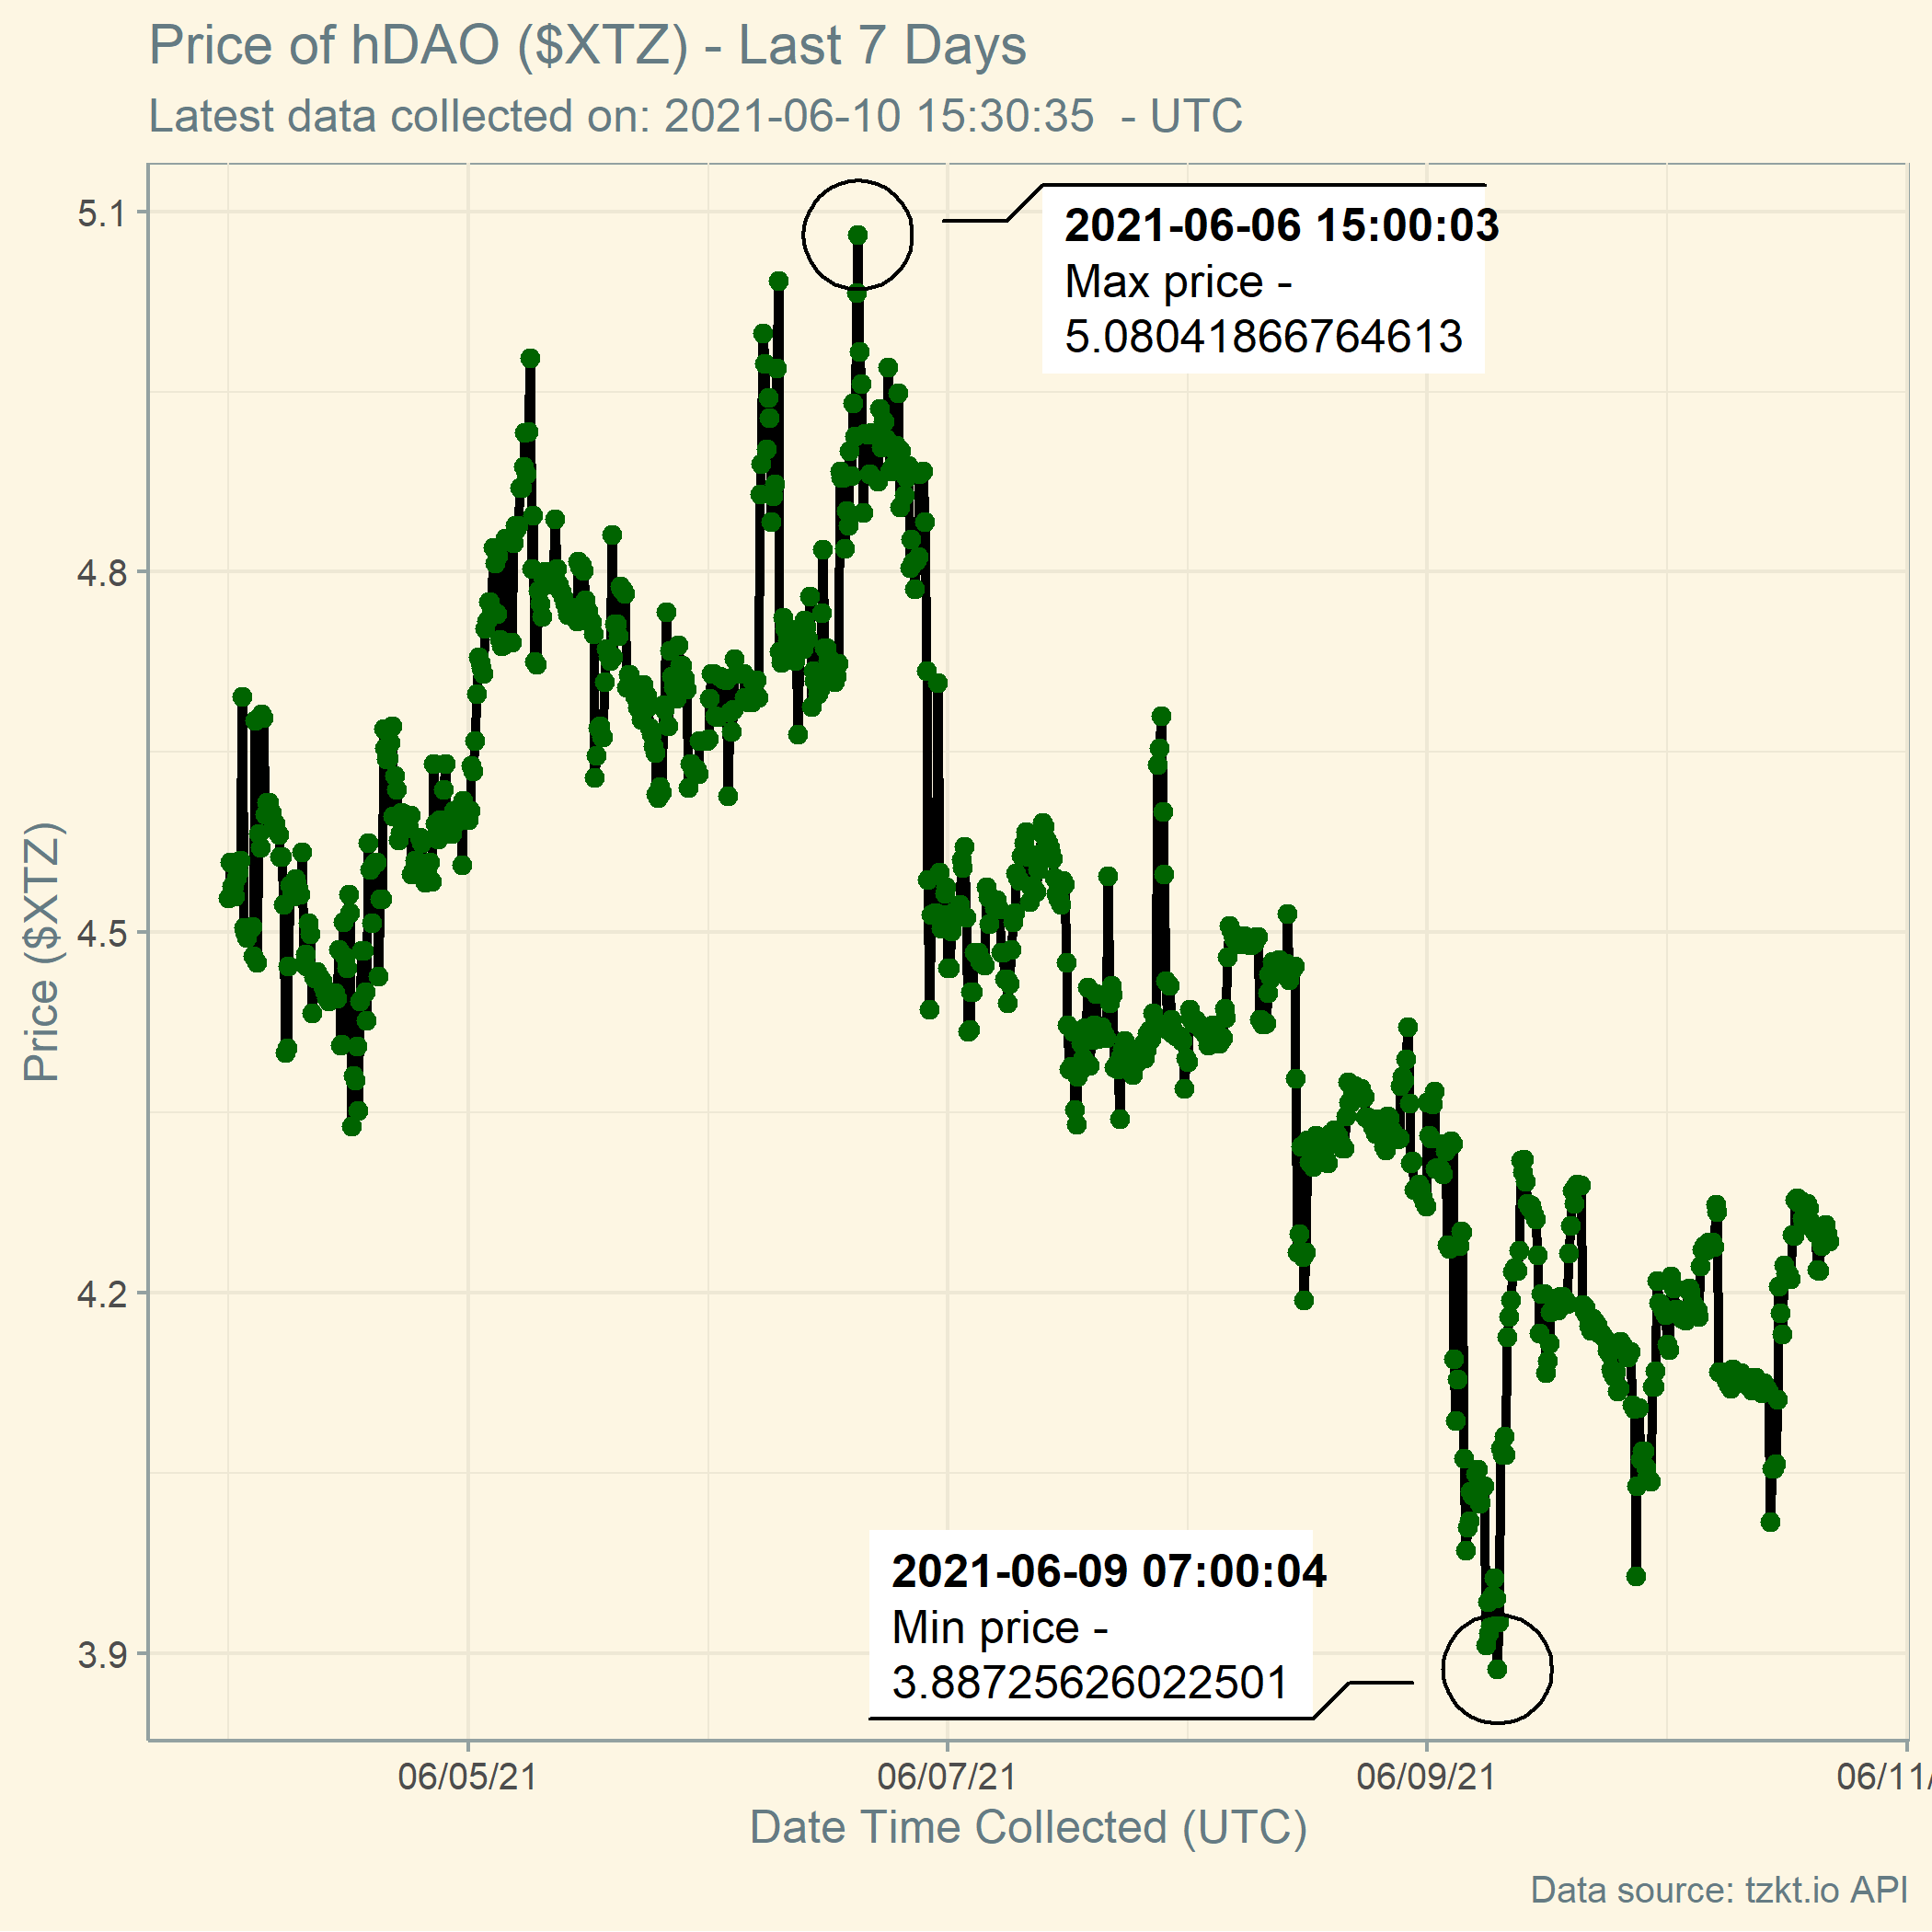 Price of hDAO ($XTZ) - Last 7 Days
Latest data collected on: 2021-06-10 15:30:35  - UTC
5.1
4.8
4.5
4.2
3.9
Price ($XTZ)
2021-06-06 15:00:03
Max price -
5.08041866764613
2021-06-09 07:00:04
Min price -
3.88725626022501
06/05/21
06/07/21
06/09/21
06/11/
Date Time Collected (UTC)
Data source: tzkt.io API